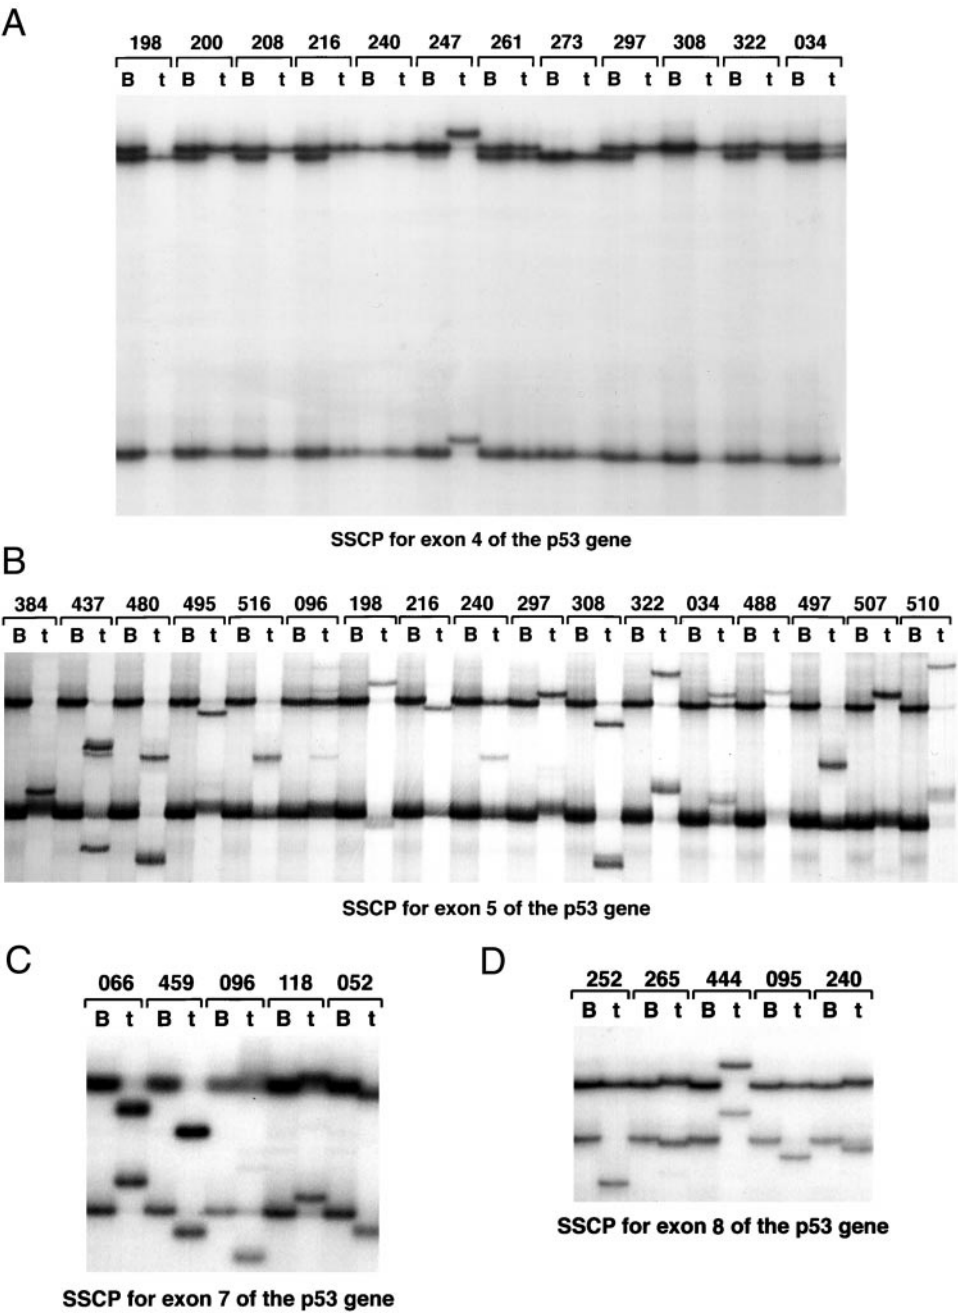 A
198 200 208 216 240 247 261 273 297 308 322 034
B t B t B t B t B t B t B t B t B t B t B t B t
SSCP for exon 4 of the p53 gene
B
384 437 480 495 516 096 198 216 240 297 308 322 034 488 497 507 510
B t B t B t B t B t B t B t B t B t B t B t B t B t B t B t B t B t
SSCP for exon 5 of the p53 gene
C
066 459 096 118 052
B t B t B t B t B t
SSCP for exon 7 of the p53 gene
D
252 265 444 095 240
B t B t B t B t B t
SSCP for exon 8 of the p53 gene